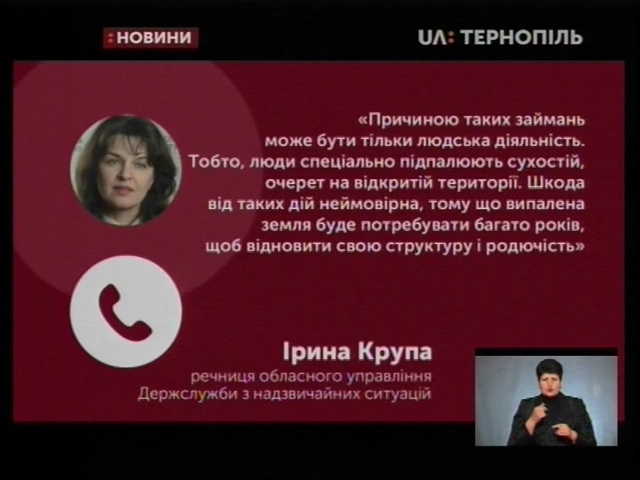 :НОВИНИ
UA: ТЕРНОПІЛЬ
«Причиною таких займань
може бути тільки людська діяльність.
Тобто, люди спеціально підпалюють сухостій,
очерет на відкритій території. Шкода
від таких дій неймовірна, тому що випалена
земля буде потребувати багато років,
щоб відновити свою структуру і родючість»
Ірина Крупа
речниця обласного управління
Держслужби з надзвичайних ситуацій